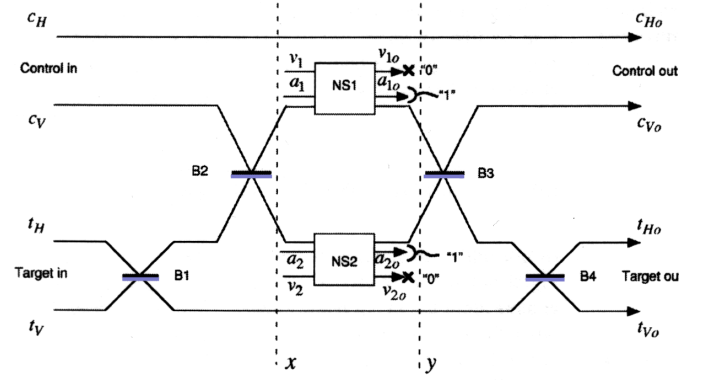 c_H c_Ho
v_1 v_1o "0"
Control in a_1 NS1 a_1o "1" Control out
c_V c_Vo
B2 B3
t_H t_Ho
a_2 NS2 a_2o "1"
Target in B1 v_2 v_2o "0" B4 Target ou
t_V t_Vo
x y